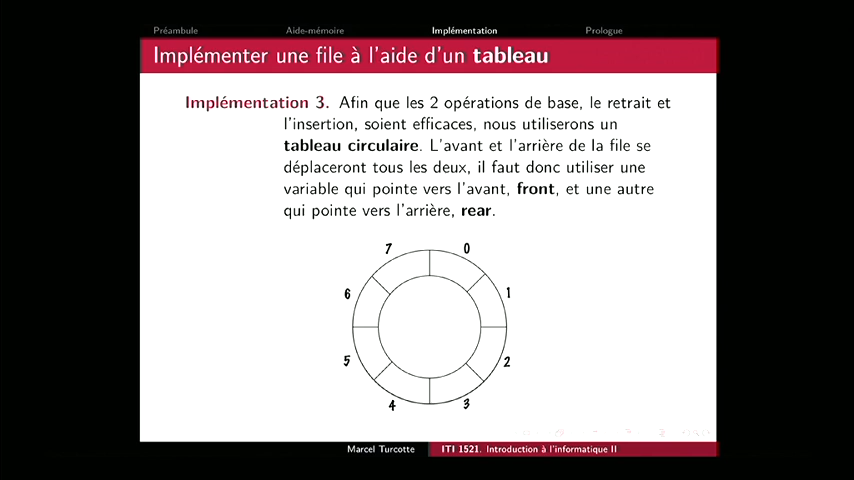 Préambule Aide-mémoire Implémentation Prologue
Implémenter une file à l'aide d'un tableau
Implémentation 3. Afin que les 2 opérations de base, le retrait et
l'insertion, soient efficaces, nous utiliserons un
tableau circulaire. L'avant et l'arrière de la file se
déplaceront tous les deux, il faut donc utiliser une
variable qui pointe vers l'avant, front, et une autre
qui pointe vers l'arrière, rear.
7 0
6 1
5 2
4 3
Marcel Turcotte ITI 1521. Introduction à l'informatique II